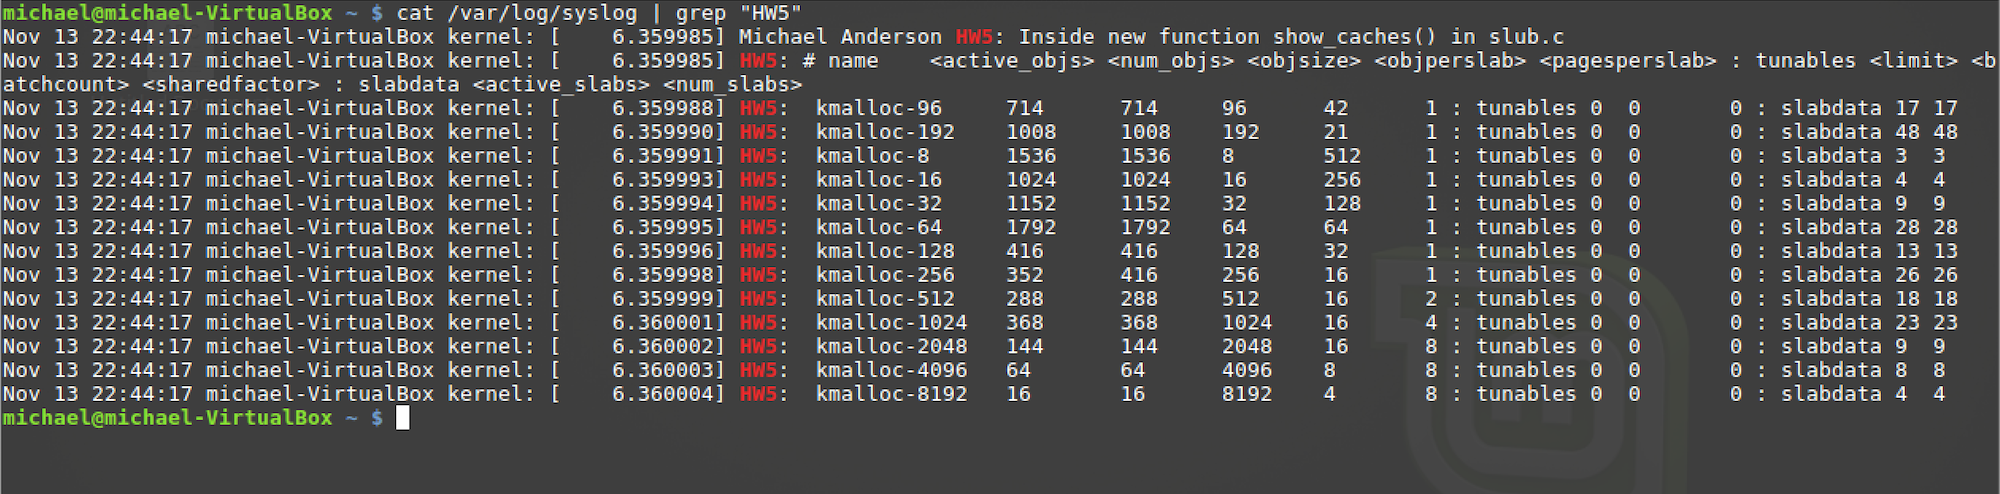 michael@michael-VirtualBox ~ $ cat /var/log/syslog | grep "HW5"
Nov 13 22:44:17 michael-VirtualBox kernel: [    6.359985] Michael Anderson HW5: Inside new function show_caches() in slub.c
Nov 13 22:44:17 michael-VirtualBox kernel: [    6.359985] HW5: # name    <active_objs> <num_objs> <objsize> <objperslab> <pagesperslab> : tunables <limit> <b
atchcount> <sharedfactor> : slabdata <active_slabs> <num_slabs>
Nov 13 22:44:17 michael-VirtualBox kernel: [    6.359988] HW5:  kmalloc-96     714      714     96      42      1 : tunables 0  0       0 : slabdata 17 17
Nov 13 22:44:17 michael-VirtualBox kernel: [    6.359990] HW5:  kmalloc-192    1008     1008    192     21      1 : tunables 0  0       0 : slabdata 48 48
Nov 13 22:44:17 michael-VirtualBox kernel: [    6.359991] HW5:  kmalloc-8      1536     1536    8       512     1 : tunables 0  0       0 : slabdata 3  3
Nov 13 22:44:17 michael-VirtualBox kernel: [    6.359993] HW5:  kmalloc-16     1024     1024    16      256     1 : tunables 0  0       0 : slabdata 4  4
Nov 13 22:44:17 michael-VirtualBox kernel: [    6.359994] HW5:  kmalloc-32     1152     1152    32      128     1 : tunables 0  0       0 : slabdata 9  9
Nov 13 22:44:17 michael-VirtualBox kernel: [    6.359995] HW5:  kmalloc-64     1792     1792    64      64      1 : tunables 0  0       0 : slabdata 28 28
Nov 13 22:44:17 michael-VirtualBox kernel: [    6.359996] HW5:  kmalloc-128    416      416     128     32      1 : tunables 0  0       0 : slabdata 13 13
Nov 13 22:44:17 michael-VirtualBox kernel: [    6.359998] HW5:  kmalloc-256    352      416     256     16      1 : tunables 0  0       0 : slabdata 26 26
Nov 13 22:44:17 michael-VirtualBox kernel: [    6.359999] HW5:  kmalloc-512    288      288     512     16      2 : tunables 0  0       0 : slabdata 18 18
Nov 13 22:44:17 michael-VirtualBox kernel: [    6.360001] HW5:  kmalloc-1024   368      368     1024    16      4 : tunables 0  0       0 : slabdata 23 23
Nov 13 22:44:17 michael-VirtualBox kernel: [    6.360002] HW5:  kmalloc-2048   144      144     2048    16      8 : tunables 0  0       0 : slabdata 9  9
Nov 13 22:44:17 michael-VirtualBox kernel: [    6.360003] HW5:  kmalloc-4096   64       64      4096    8       8 : tunables 0  0       0 : slabdata 8  8
Nov 13 22:44:17 michael-VirtualBox kernel: [    6.360004] HW5:  kmalloc-8192   16       16      8192    4       8 : tunables 0  0       0 : slabdata 4  4
michael@michael-VirtualBox ~ $